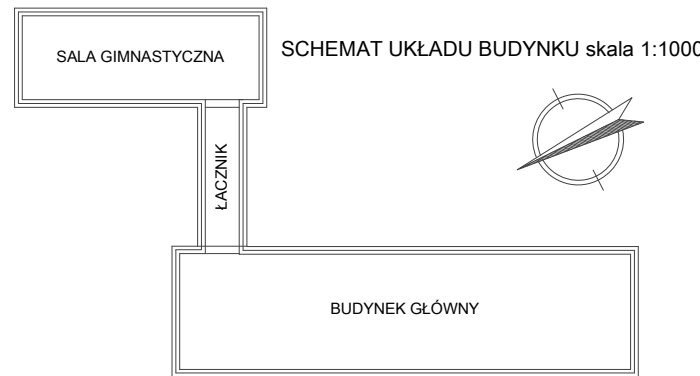 SALA GIMNASTYCZNA
SCHEMAT UKŁADU BUDYNKU skala 1:1000
ŁACZNIK
BUDYNEK GŁÓWNY